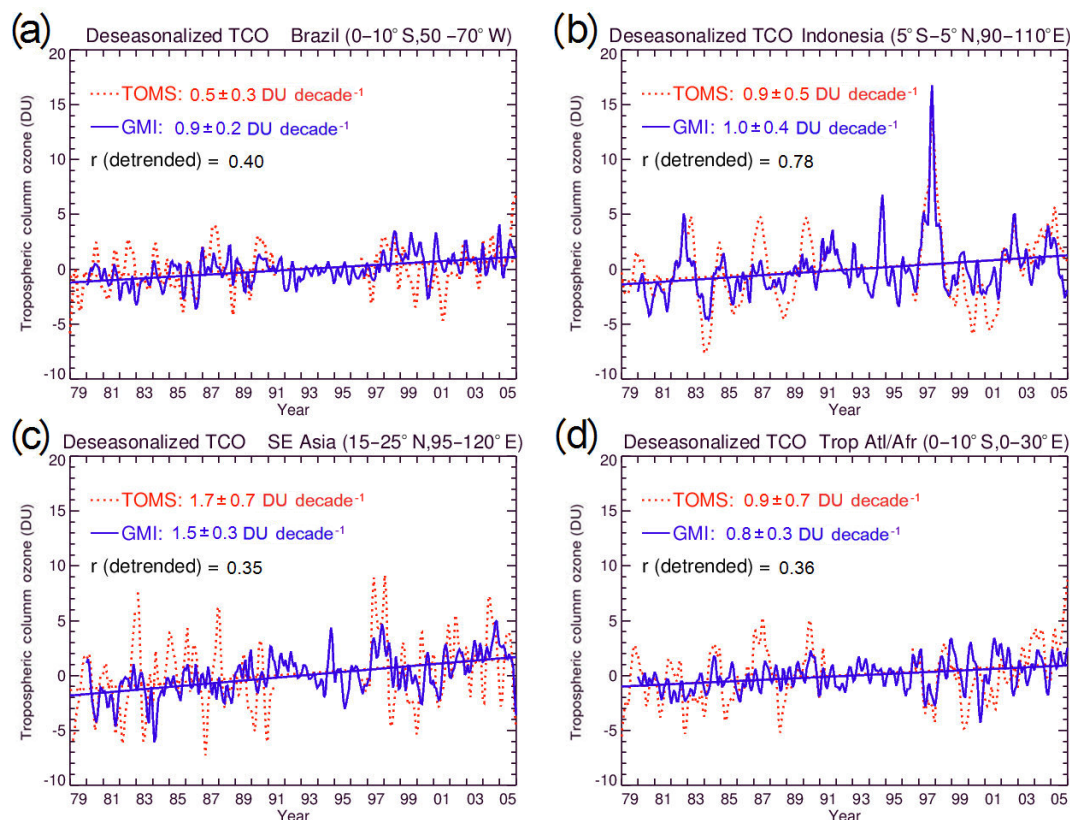 (a)
Deseasonalized TCO Brazil (0−10°S,50 −70°W)
20
15
10
5
0
-5
-10
Tropospheric columm ozone (DU)
TOMS: 0.5±0.3 DU decade⁻¹
GMI: 0.9±0.2 DU decade⁻¹
r (detrended) = 0.40
79 81 83 85 87 89 91 93 95 97 99 01 03 05
Year
(b)
Deseasonalized TCO Indonesia (5°S−5°N,90−110°E)
20
15
10
5
0
-5
-10
Tropospheric columm ozone (DU)
TOMS: 0.9±0.5 DU decade⁻¹
GMI: 1.0±0.4 DU decade⁻¹
r (detrended) = 0.78
79 81 83 85 87 89 91 93 95 97 99 01 03 05
Year
(c)
Deseasonalized TCO SE Asia (15−25°N,95−120°E)
20
15
10
5
0
-5
-10
Tropospheric columm ozone (DU)
TOMS: 1.7±0.7 DU decade⁻¹
GMI: 1.5±0.3 DU decade⁻¹
r (detrended) = 0.35
79 81 83 85 87 89 91 93 95 97 99 01 03 05
Year
(d)
Deseasonalized TCO Trop Atl/Afr (0−10°S,0−30°E)
20
15
10
5
0
-5
-10
Tropospheric columm ozone (DU)
TOMS: 0.9±0.7 DU decade⁻¹
GMI: 0.8±0.3 DU decade⁻¹
r (detrended) = 0.36
79 81 83 85 87 89 91 93 95 97 99 01 03 05
Year